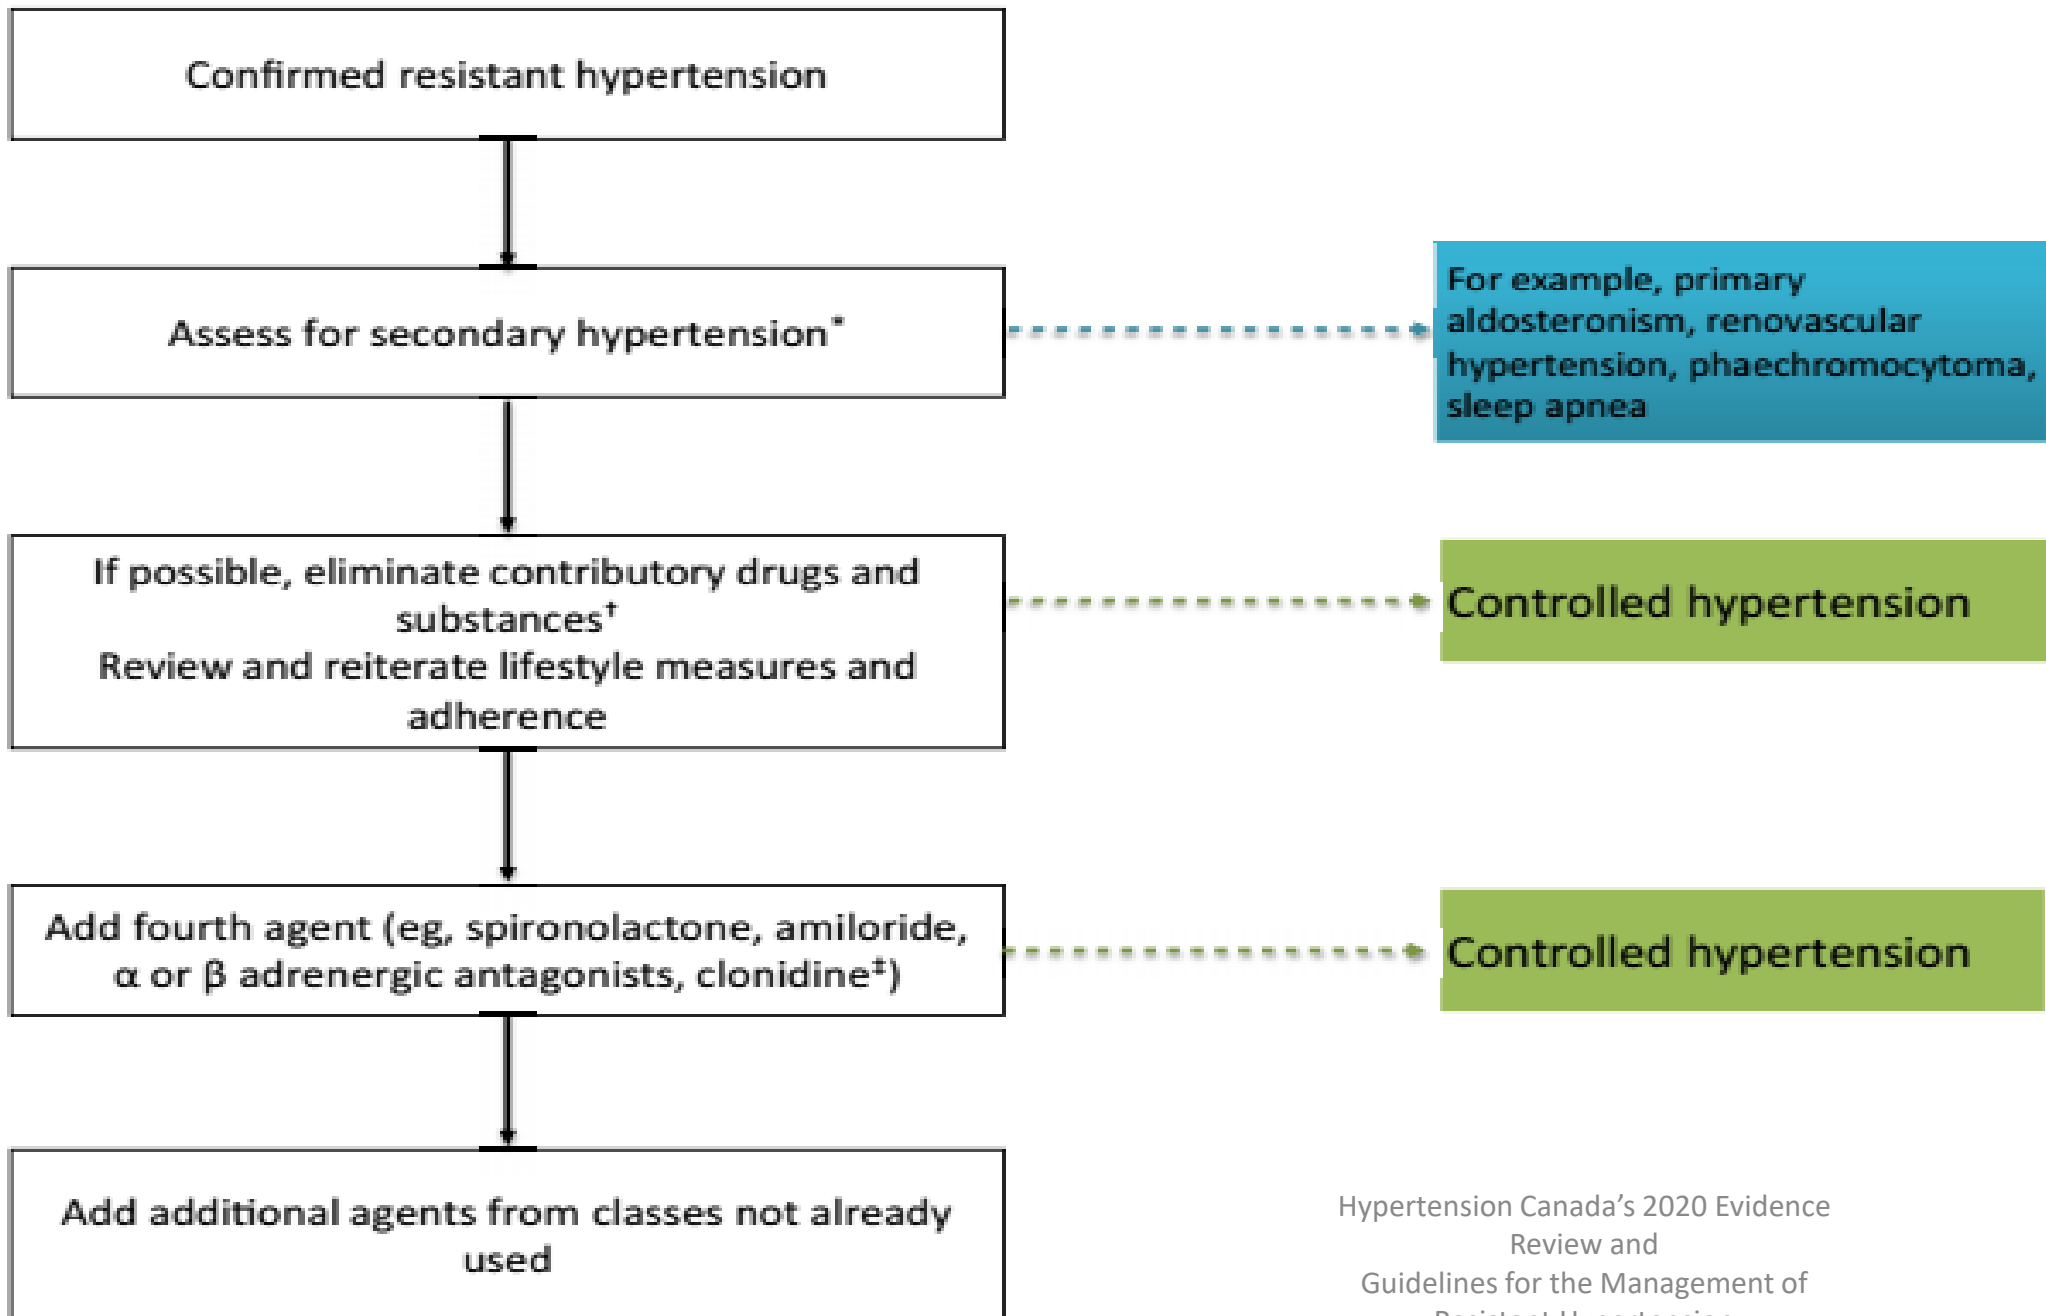 Confirmed resistant hypertension
Assess for secondary hypertension*
For example, primary
aldosteronism, renovascular
hypertension, phaechromocytoma,
sleep apnea
If possible, eliminate contributory drugs and
substances†
Review and reiterate lifestyle measures and
adherence
Controlled hypertension
Add fourth agent (eg, spironolactone, amiloride,
α or β adrenergic antagonists, clonidine‡)
Controlled hypertension
Add additional agents from classes not already
used
Hypertension Canada’s 2020 Evidence
Review and
Guidelines for the Management of
Resistant Hypertension